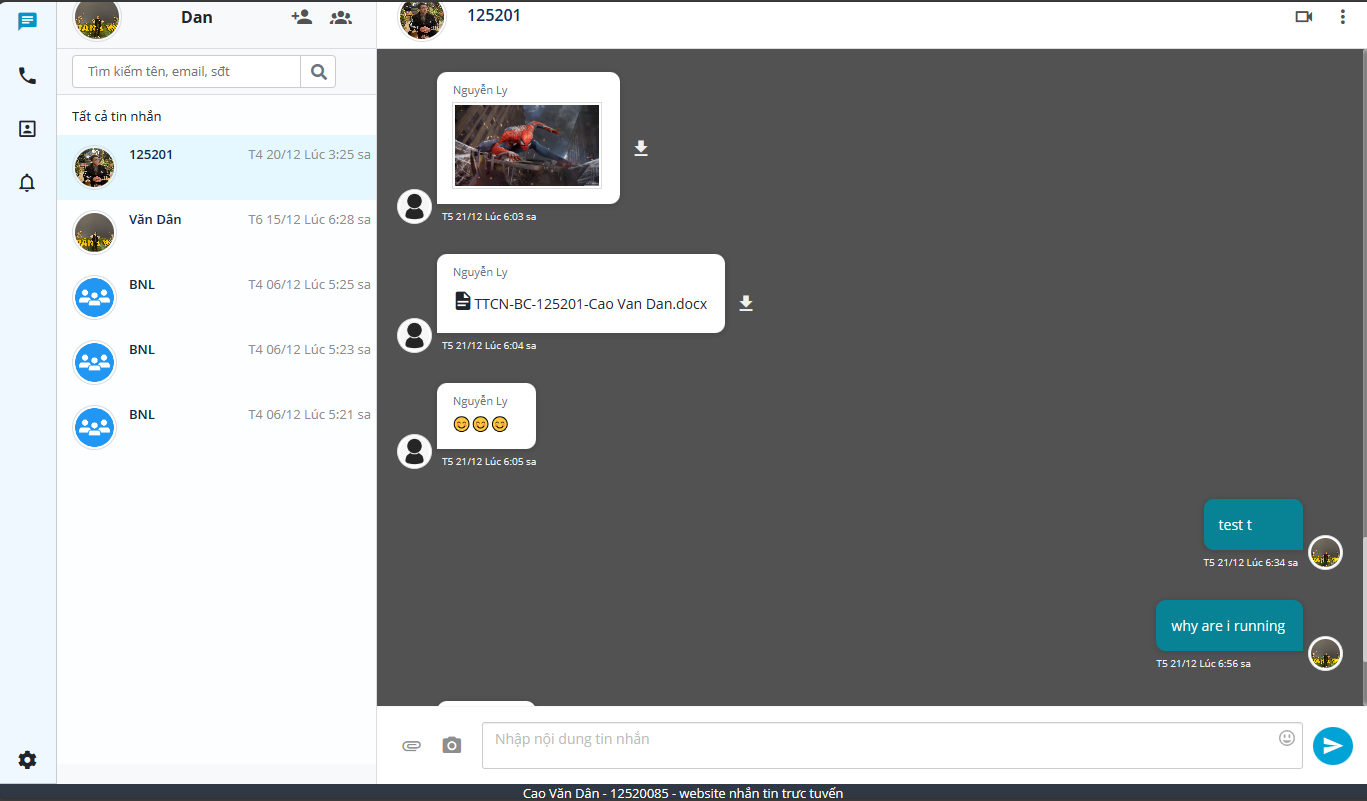 Dan
Tìm kiếm tên, email, sđt
Tất cả tin nhắn
125201
T4 20/12 Lúc 3:25 sa
Văn Dân
T6 15/12 Lúc 6:28 sa
BNL
T4 06/12 Lúc 5:25 sa
BNL
T4 06/12 Lúc 5:23 sa
BNL
T4 06/12 Lúc 5:21 sa
125201
Nguyễn Ly
T5 21/12 Lúc 6:03 sa
Nguyễn Ly
TTCN-BC-125201-Cao Van Dan.docx
T5 21/12 Lúc 6:04 sa
Nguyễn Ly
😊😊😊
T5 21/12 Lúc 6:05 sa
test t
T5 21/12 Lúc 6:34 sa
why are i running
T5 21/12 Lúc 6:56 sa
Nhập nội dung tin nhắn
Cao Văn Dân - 12520085 - website nhắn tin trực tuyến